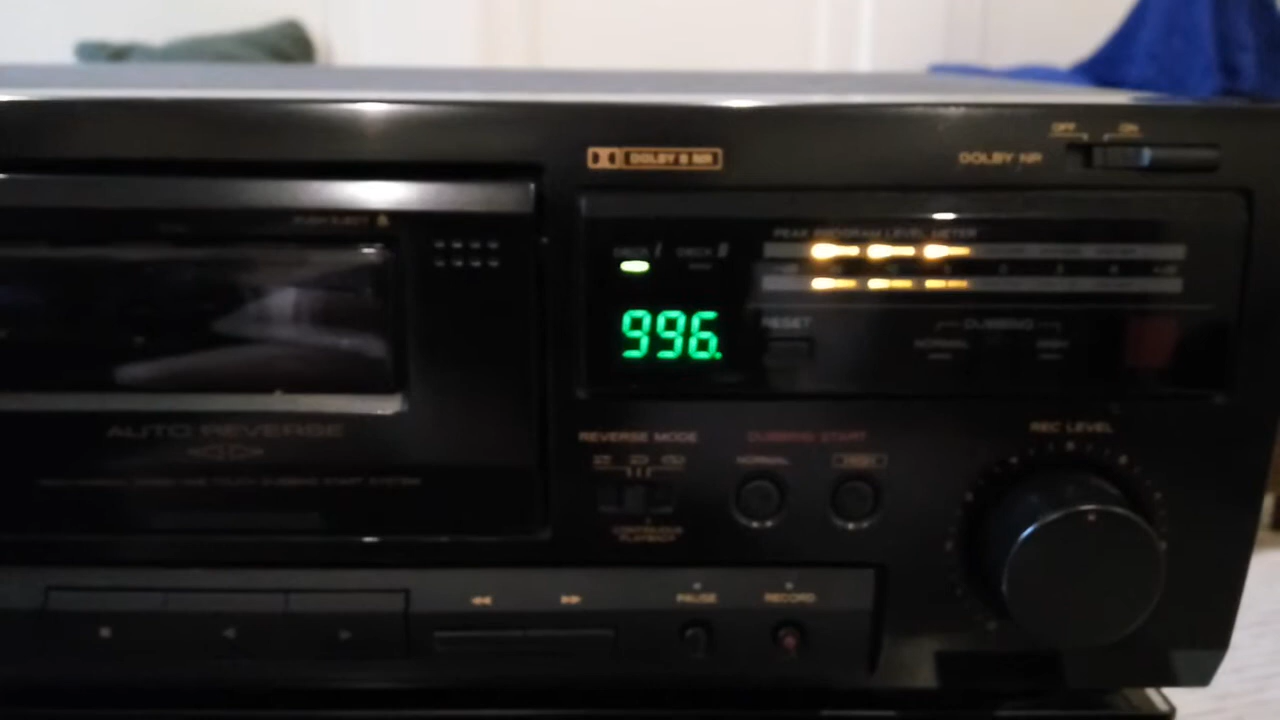 OFF ON
DOLBY B NR
DOLBY NR
PUSH EJECT
PEAK PROGRAM LEVEL METER
DECK I DECK II
996.
RESET
DUBBING
NORMAL HIGH
AUTO REVERSE
REC LEVEL
REVERSE MODE
DUBBING START
NORMAL HIGH
CONTINUOUS
PLAYBACK
PAUSE
RECORD